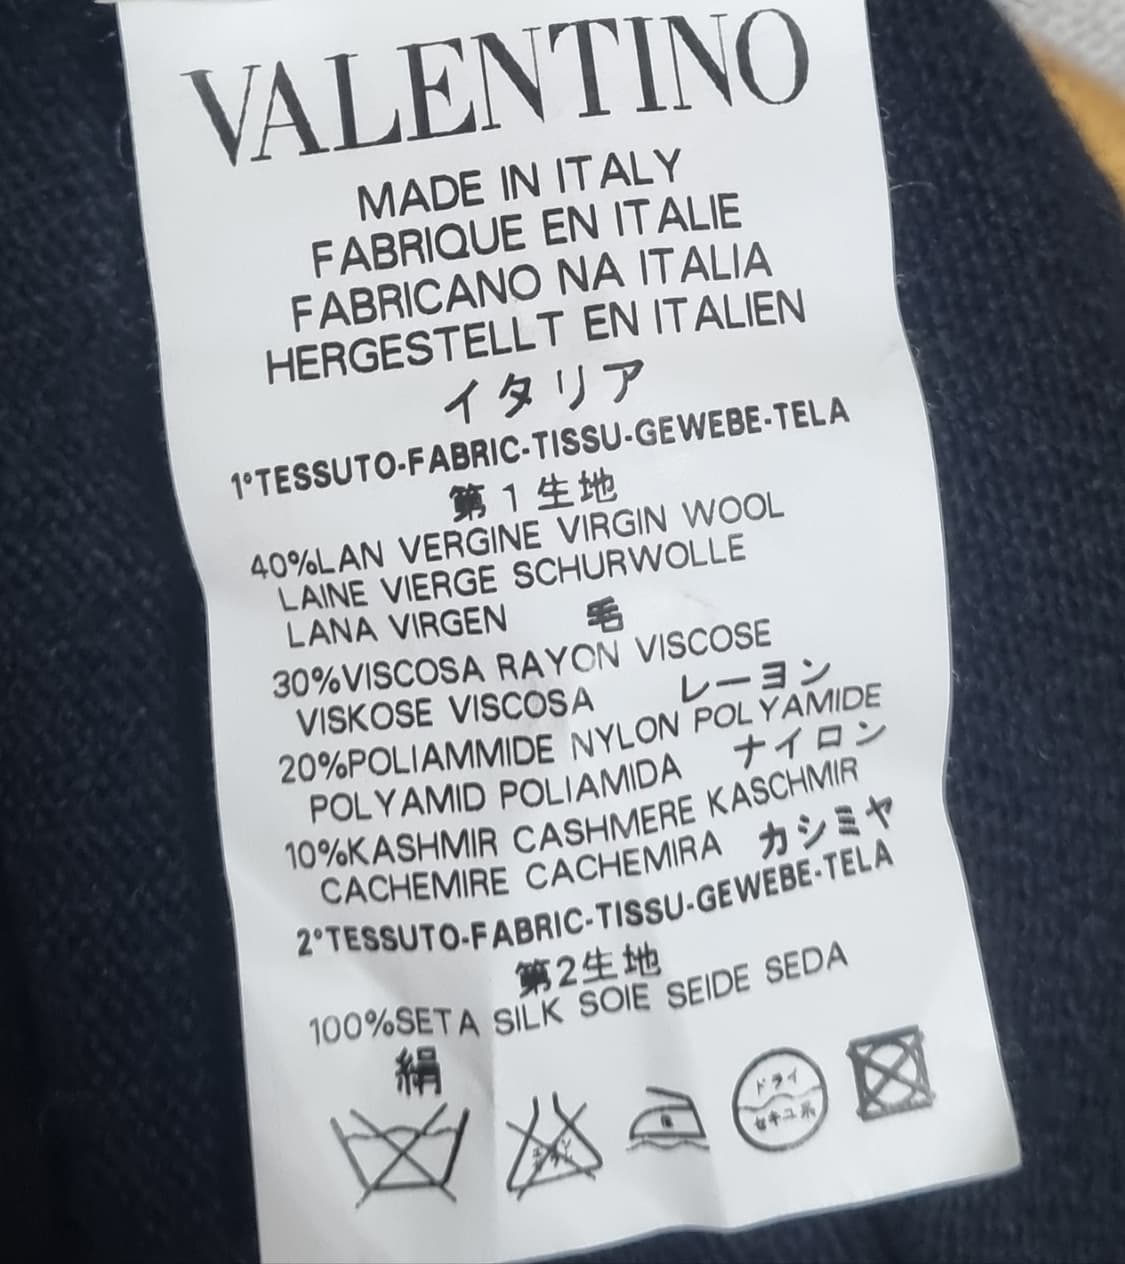 VALENTINO
MADE IN ITALY
FABRIQUE EN ITALIE
FABRICANO NA ITALIA
HERGESTELLT EN ITALIEN
イタリア
1°TESSUTO-FABRIC-TISSU-GEWEBE-TELA
第1生地
40%LAN VERGINE VIRGIN WOOL
LAINE VIERGE SCHURWOLLE
LANA VIRGEN 毛
30%VISCOSA RAYON VISCOSE
VISKOSE VISCOSA レーヨン
20%POLIAMMIDE NYLON POLYAMIDE
POLYAMID POLIAMIDA ナイロン
10%KASHMIR CASHMERE KASCHMIR
CACHEMIRE CACHEMIRA カシミヤ
2°TESSUTO-FABRIC-TISSU-GEWEBE-TELA
第2生地
100%SETA SILK SOIE SEIDE SEDA
絹
ドライ
セキユ系